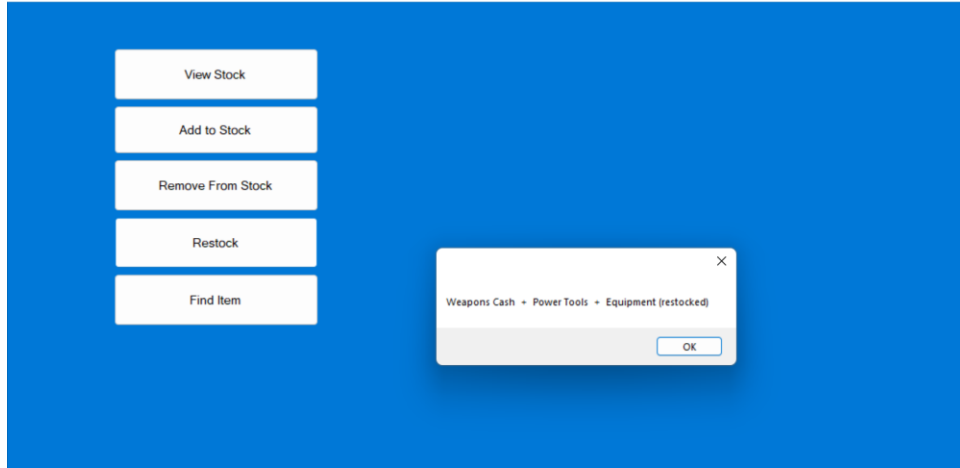 View Stock
Add to Stock
Remove From Stock
Restock
Find Item
Weapons Cash + Power Tools + Equipment (restocked)
OK